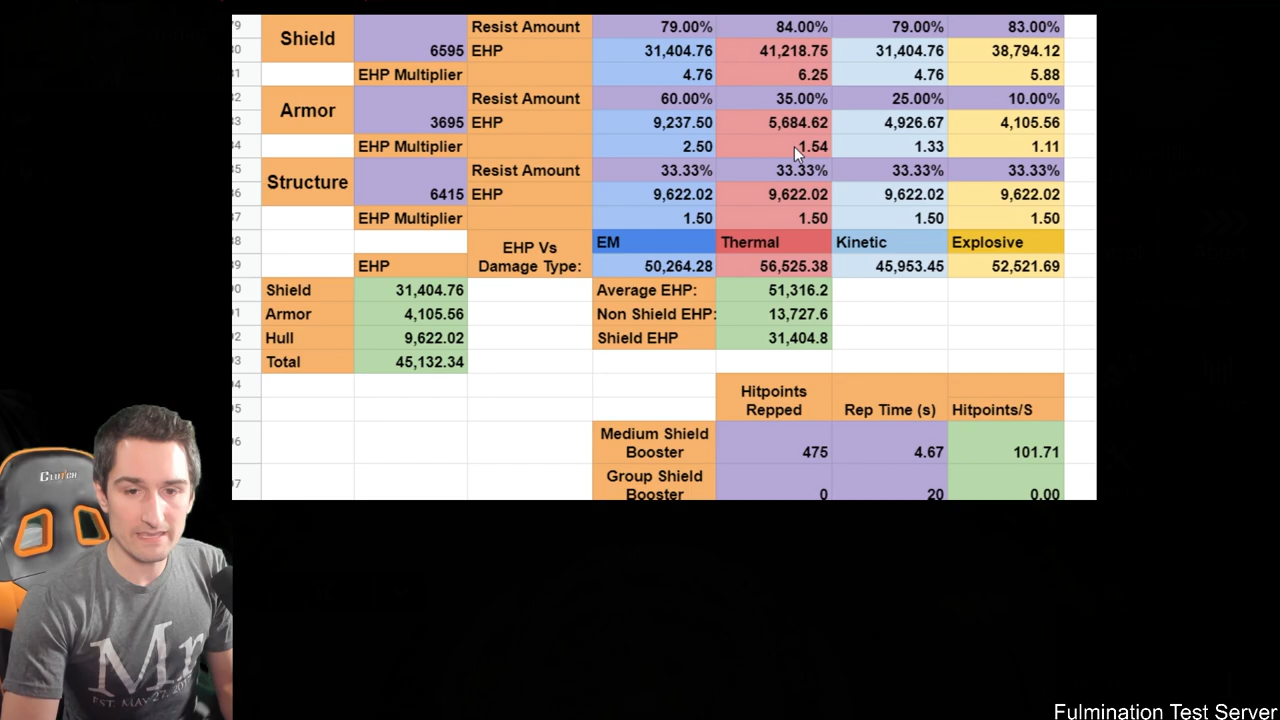 79 Resist Amount 79.00% 84.00% 79.00% 83.00%
Shield 6595 EHP 31,404.76 41,218.75 31,404.76 38,794.12
EHP Multiplier 4.76 6.25 4.76 5.88
Resist Amount 60.00% 35.00% 25.00% 10.00%
Armor 3695 EHP 9,237.50 5,684.62 4,926.67 4,105.56
EHP Multiplier 2.50 1.54 1.33 1.11
Resist Amount 33.33% 33.33% 33.33% 33.33%
Structure 6415 EHP 9,622.02 9,622.02 9,622.02 9,622.02
EHP Multiplier 1.50 1.50 1.50 1.50
EHP Vs EM Thermal Kinetic Explosive
EHP Damage Type: 50,264.28 56,525.38 45,953.45 52,521.69
Shield 31,404.76 Average EHP: 51,316.2
Armor 4,105.56 Non Shield EHP: 13,727.6
Hull 9,622.02 Shield EHP 31,404.8
Total 45,132.34
Hitpoints
Repped Rep Time (s) Hitpoints/S
Medium Shield
Booster 475 4.67 101.71
Group Shield
Booster 0 20 0.00
CLUTCH
Mr
EST. MAY 27, 201
Fulmination Test Server